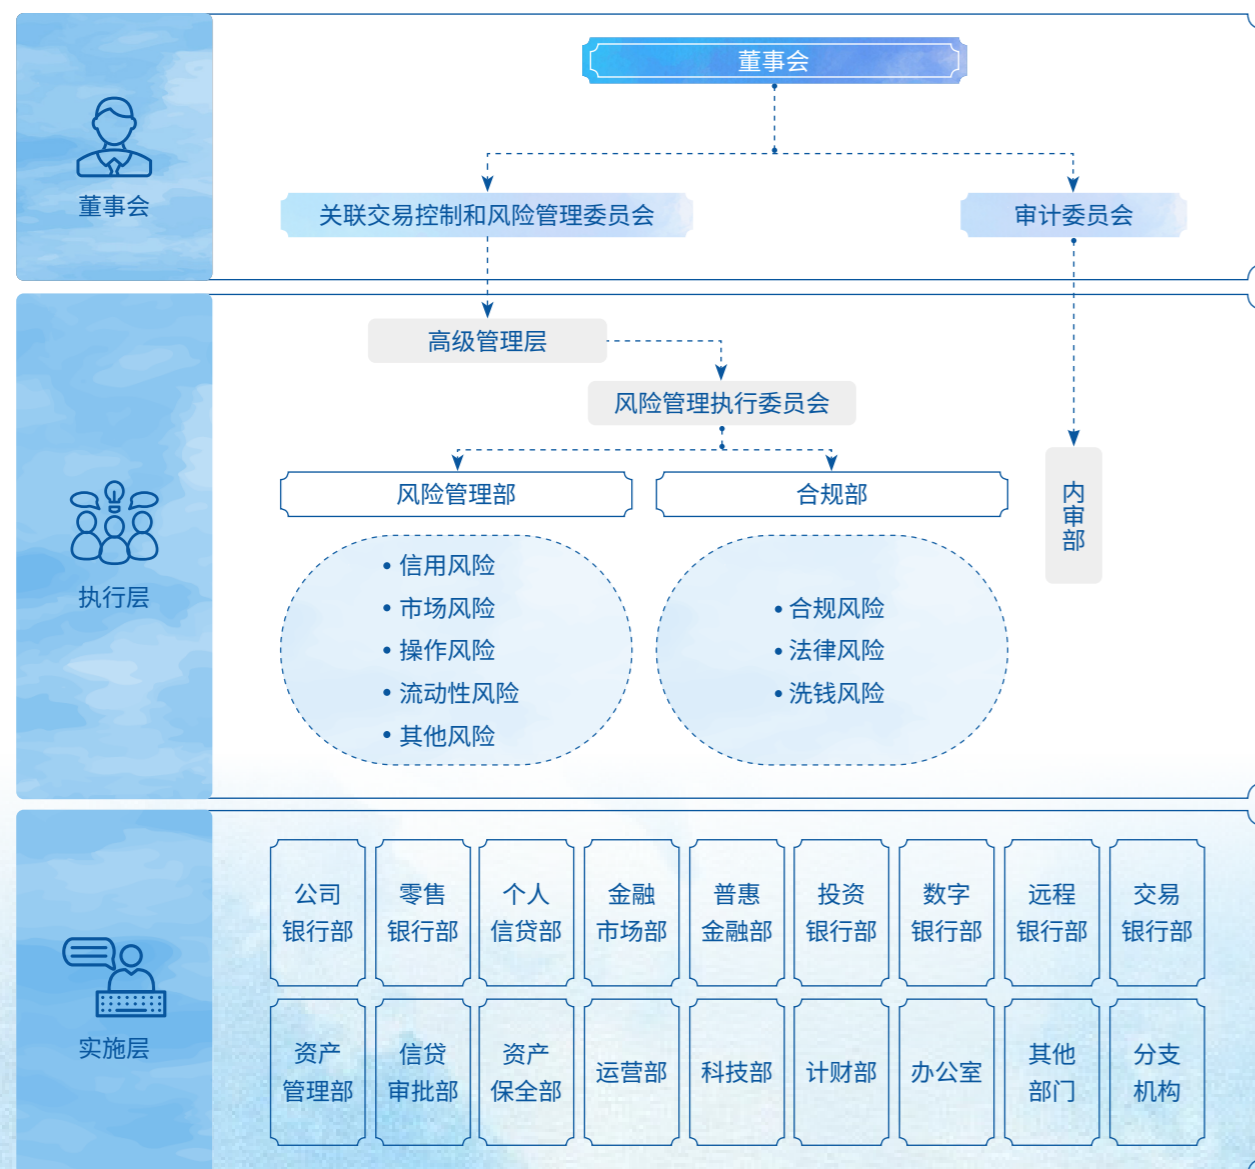 董事会
董事会
关联交易控制和风险管理委员会
审计委员会
执行层
高级管理层
风险管理执行委员会
风险管理部
合规部
内审部
• 信用风险
• 市场风险
• 操作风险
• 流动性风险
• 其他风险
• 合规风险
• 法律风险
• 洗钱风险
实施层
公司
银行部
零售
银行部
个人
信贷部
金融
市场部
普惠
金融部
投资
银行部
数字
银行部
远程
银行部
交易
银行部
资产
管理部
信贷
审批部
资产
保全部
运营部
科技部
计财部
办公室
其他
部门
分支
机构